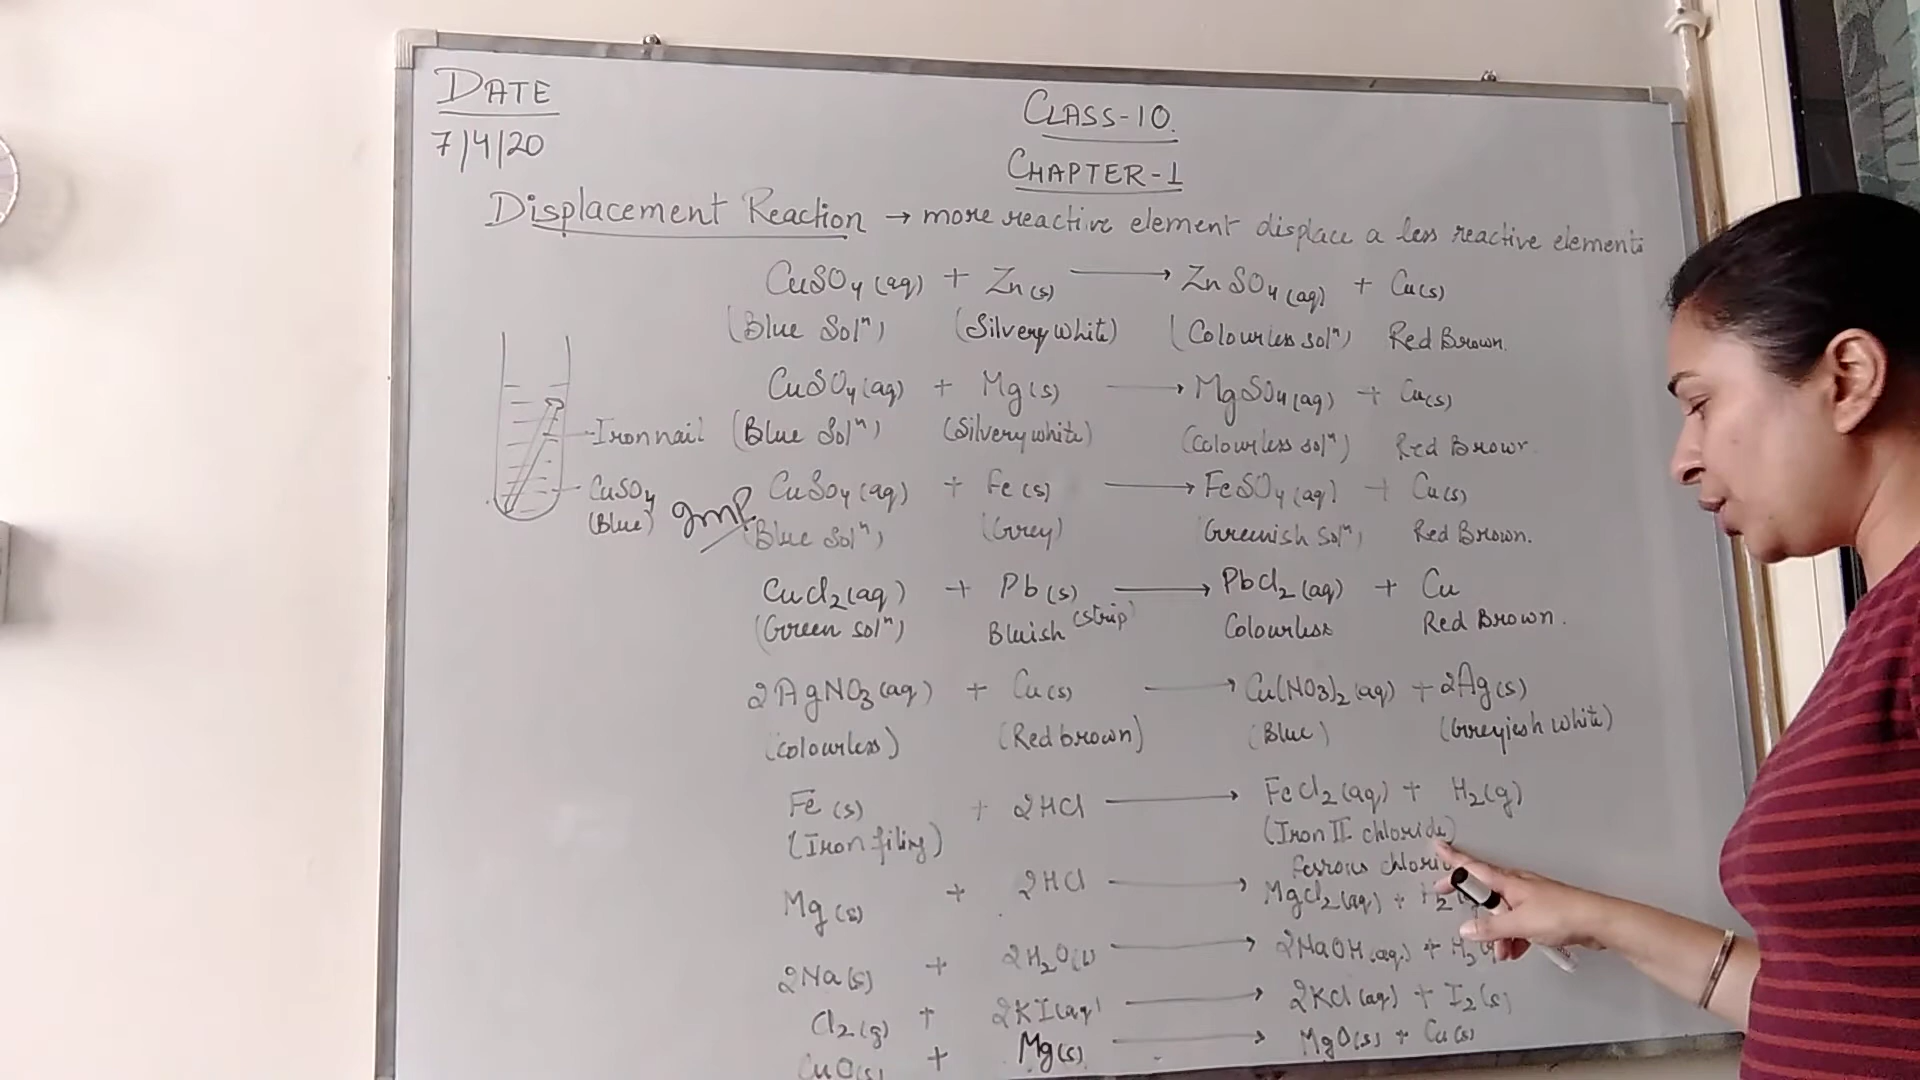 DATE
7/4/20
CLASS-10.
CHAPTER-1
Displacement Reaction → more reactive element displace a less reactive element
CuSO4(aq) + Zn(s) → ZnSO4(aq) + Cu(s)
(Blue Solⁿ) (Silvery white) (Colourless solⁿ) Red Brown.
CuSO4(aq) + Mg(s) → MgSO4(aq) + Cu(s)
Iron nail (Blue Solⁿ) (Silvery white) (Colourless solⁿ) Red Brown.
CuSO4 (Blue) Imp CuSO4(aq) + Fe(s) → FeSO4(aq) + Cu(s)
(Blue Solⁿ) (Grey) (Greenish Solⁿ) Red Brown.
CuCl2(aq) + Pb(s) (strip) → PbCl2(aq) + Cu
(Green solⁿ) Bluish Colourless Red Brown.
2AgNO3(aq) + Cu(s) → Cu(NO3)2(aq) + 2Ag(s)
(colourless) (Red brown) (Blue) (Greyiesh white)
Fe(s) + 2HCl → FeCl2(aq) + H2(g)
(Iron filing) (Iron II chloride)
ferrous
Mg(s) + 2HCl → MgCl2(aq) + H2
2Na(s) + 2H2O(l) → 2NaOH(aq) + H2
Cl2(g) + 2KI(aq) → 2KCl(aq) + I2(s)
CuO(s) + Mg(s) → MgO(s) + Cu(s)